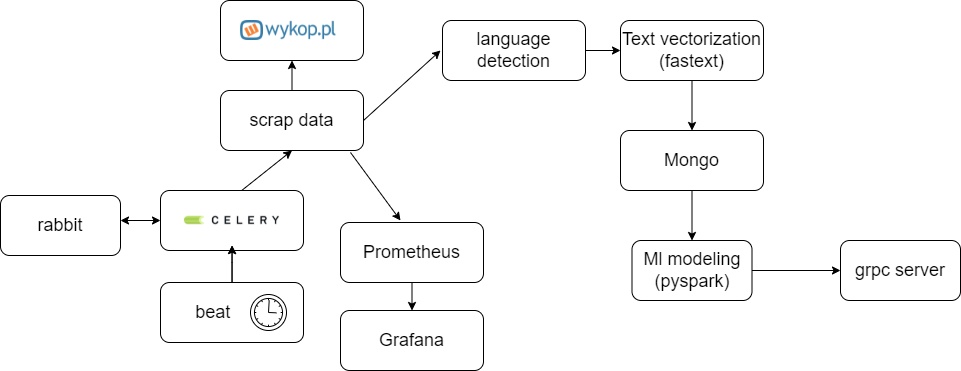 wykop.pl
language
detection
Text vectorization
(fastext)
scrap data
Mongo
rabbit
CELERY
Prometheus
Ml modeling
(pyspark)
grpc server
beat
Grafana